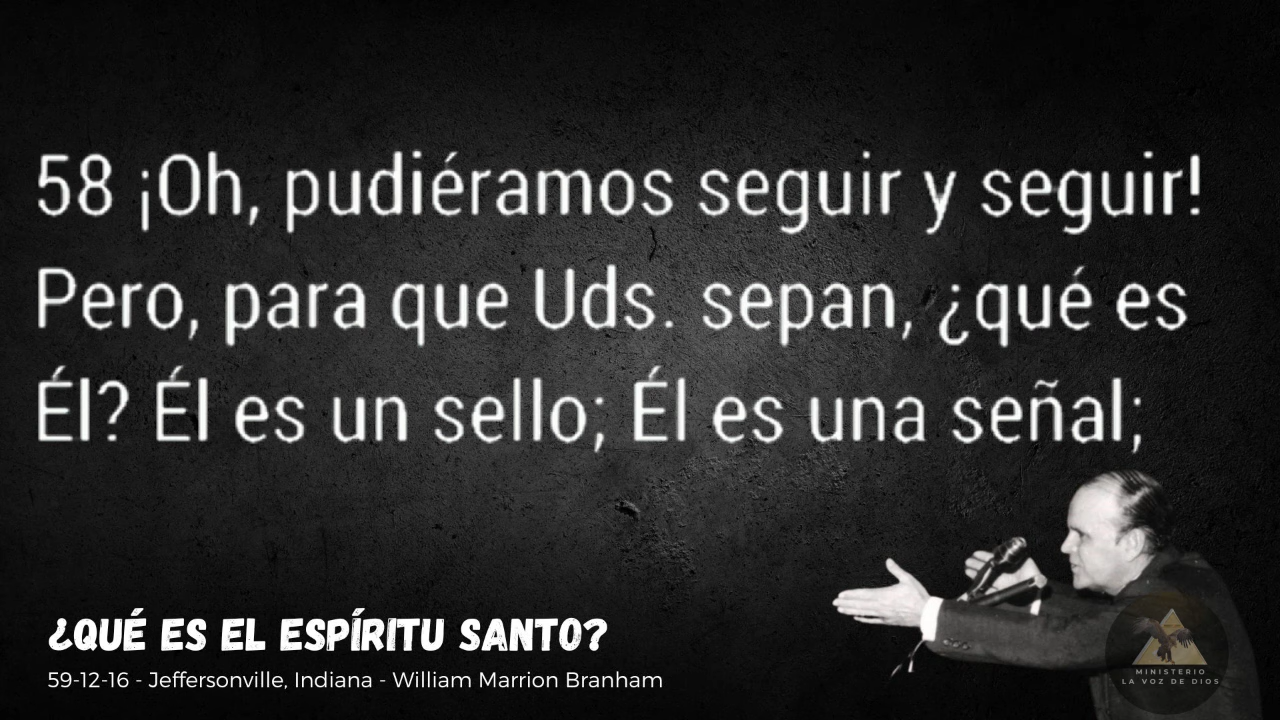 58 ¡Oh, pudiéramos seguir y seguir!
Pero, para que Uds. sepan, ¿qué es
Él? Él es un sello; Él es una señal;
¿QUÉ ES EL ESPÍRITU SANTO?
59-12-16 - Jeffersonville, Indiana - William Marrion Branham
MINISTERIO
LA VOZ DE DIOS